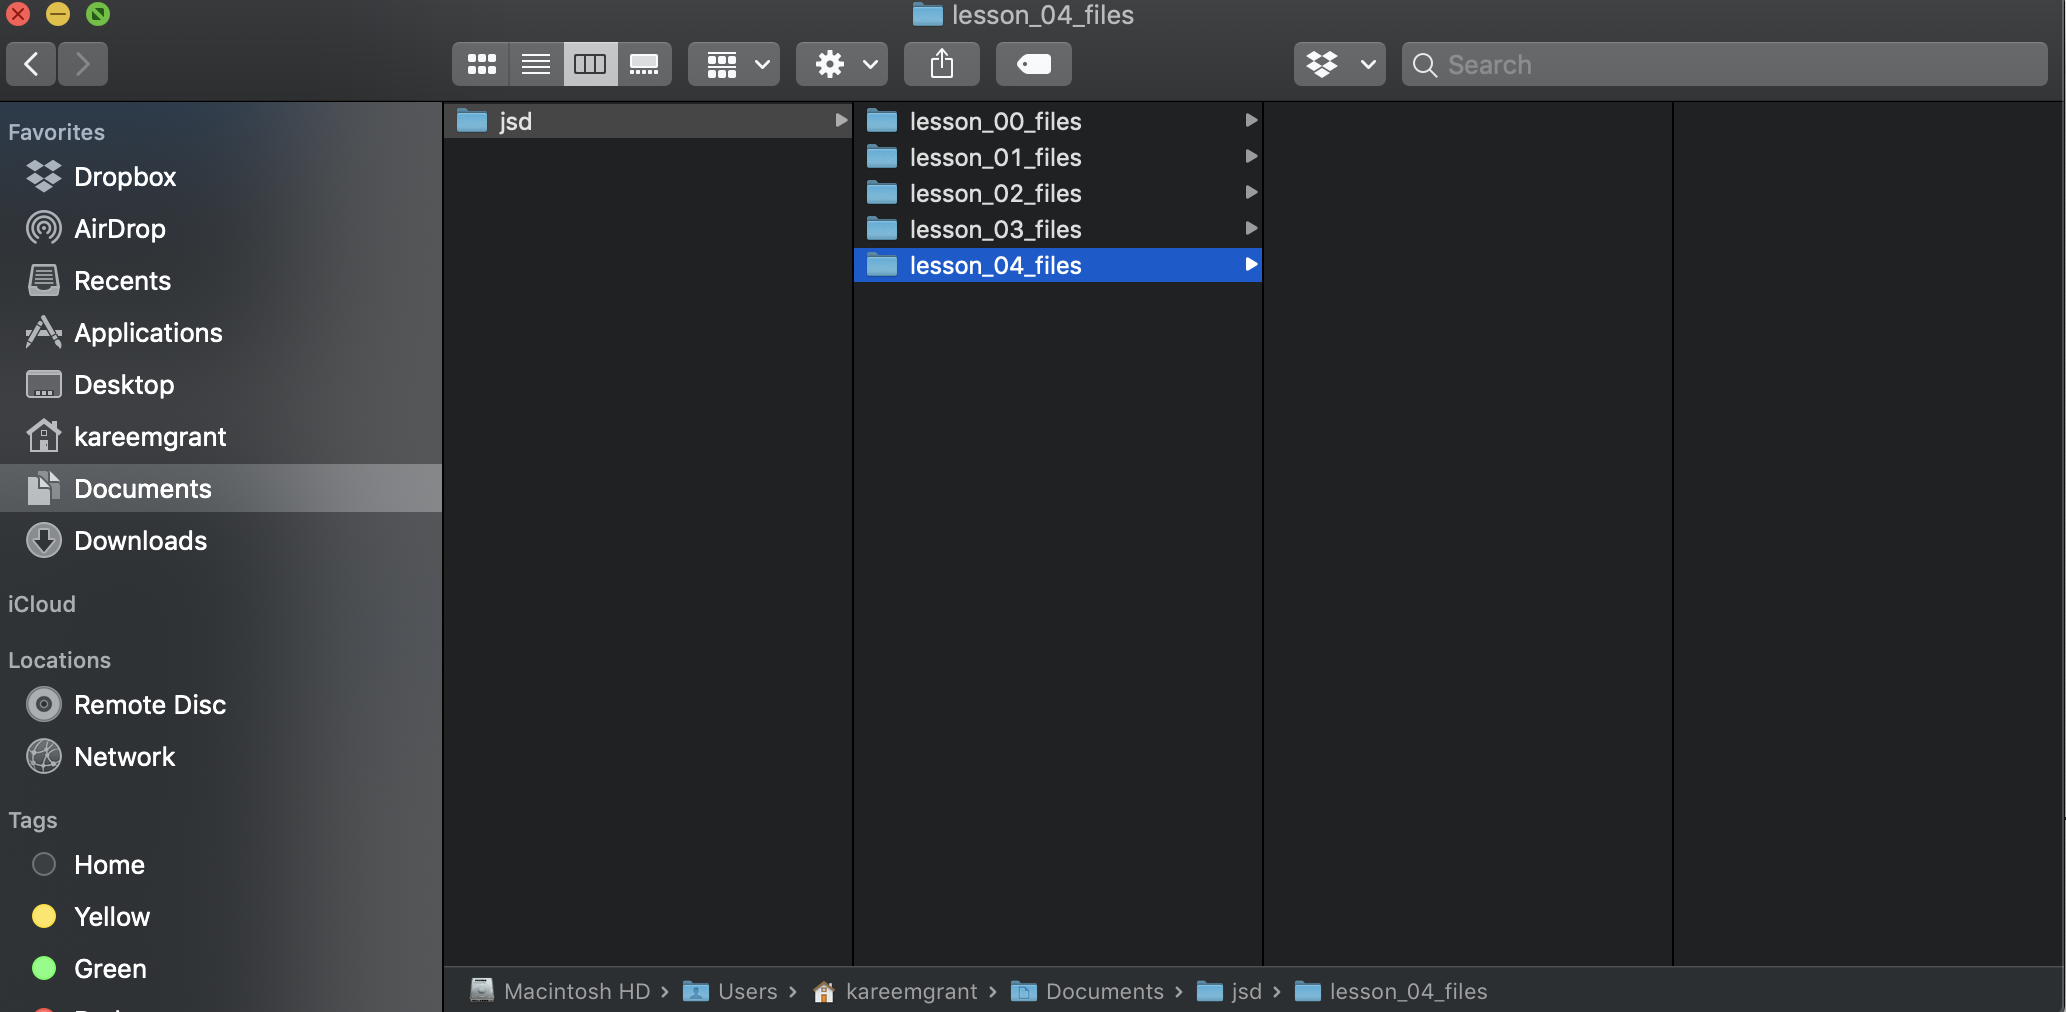 lesson_04_files
Search
Favorites
Dropbox
AirDrop
Recents
Applications
Desktop
kareemgrant
Documents
Downloads
iCloud
Locations
Remote Disc
Network
Tags
Home
Yellow
Green
jsd
lesson_00_files
lesson_01_files
lesson_02_files
lesson_03_files
lesson_04_files
Macintosh HD › Users › kareemgrant › Documents › jsd › lesson_04_files